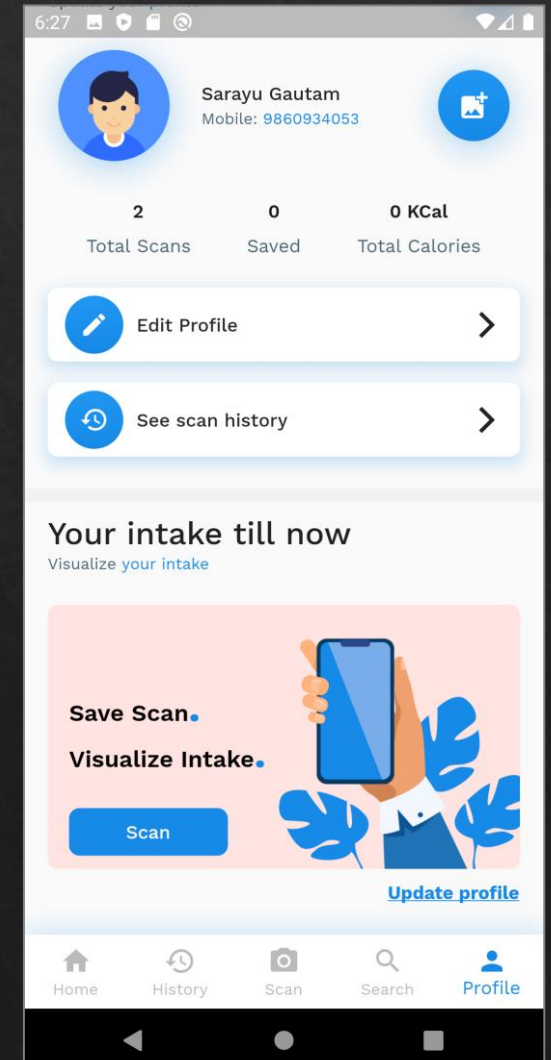 6:27
Sarayu Gautam
Mobile: 9860934053
2 0 0 KCal
Total Scans Saved Total Calories
Edit Profile
See scan history
Your intake till now
Visualize your intake
Save Scan.
Visualize Intake.
Scan
Update profile
Home History Scan Search Profile